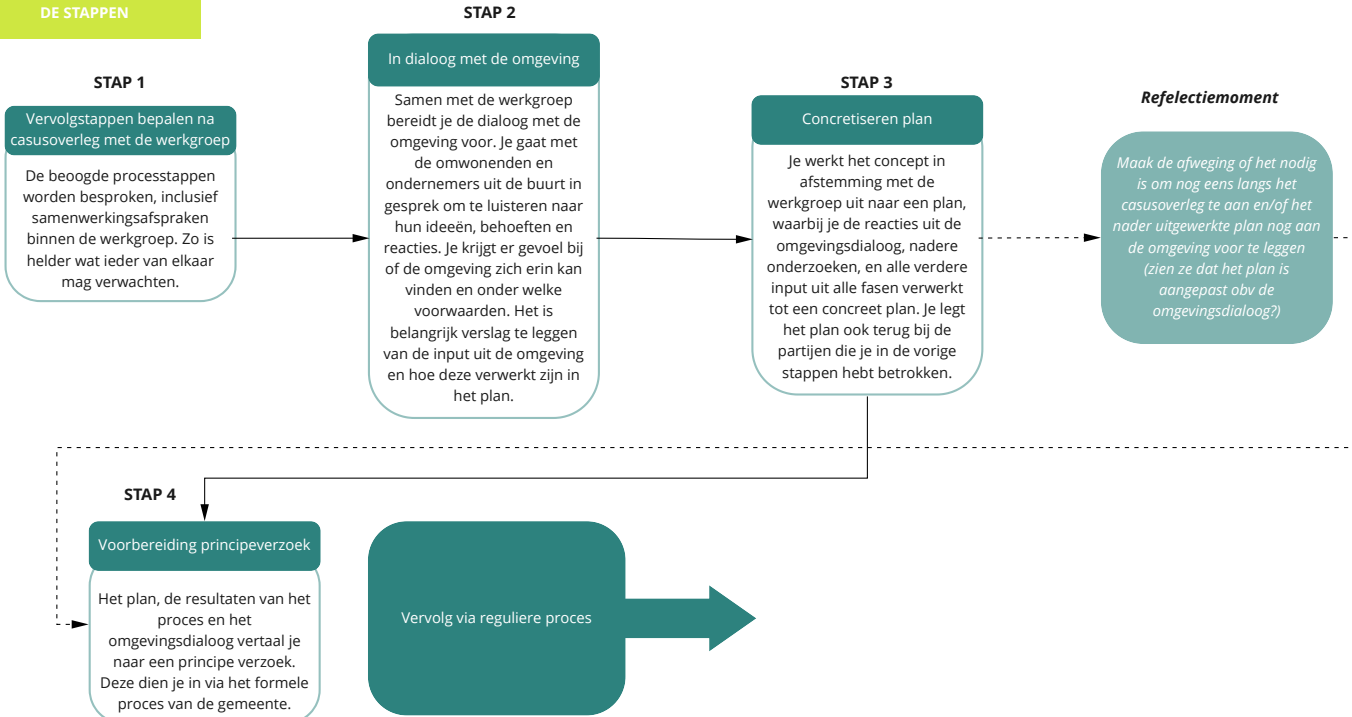 DE STAPPEN
STAP 1
Vervolgstappen bepalen na
casusoverleg met de werkgroep
De beoogde processtappen
worden besproken, inclusief
samenwerkingsafspraken
binnen de werkgroep. Zo is
helder wat ieder van elkaar
mag verwachten.
STAP 2
In dialoog met de omgeving
Samen met de werkgroep
bereidt je de dialoog met de
omgeving voor. Je gaat met
de omwonenden en
ondernemers uit de buurt in
gesprek om te luisteren naar
hun ideeën, behoeften en
reacties. Je krijgt er gevoel bij
of de omgeving zich erin kan
vinden en onder welke
voorwaarden. Het is
belangrijk verslag te leggen
van de input uit de omgeving
en hoe deze verwerkt zijn in
het plan.
STAP 3
Concretiseren plan
Je werkt het concept in
afstemming met de
werkgroep uit naar een plan,
waarbij je de reacties uit de
omgevingsdialoog, nadere
onderzoeken, en alle verdere
input uit alle fasen verwerkt
tot een concreet plan. Je legt
het plan ook terug bij de
partijen die je in de vorige
stappen hebt betrokken.
Refelectiemoment
Maak de afweging of het nodig
is om nog eens langs het
casusoverleg te aan en/of het
nader uitgewerkte plan nog aan
de omgeving voor te leggen
(zien ze dat het plan is
aangepast obv de
omgevingsdialoog?)
STAP 4
Voorbereiding principeverzoek
Het plan, de resultaten van het
proces en het
omgevingsdialoog vertaal je
naar een principe verzoek.
Deze dien je in via het formele
proces van de gemeente.
Vervolg via reguliere proces